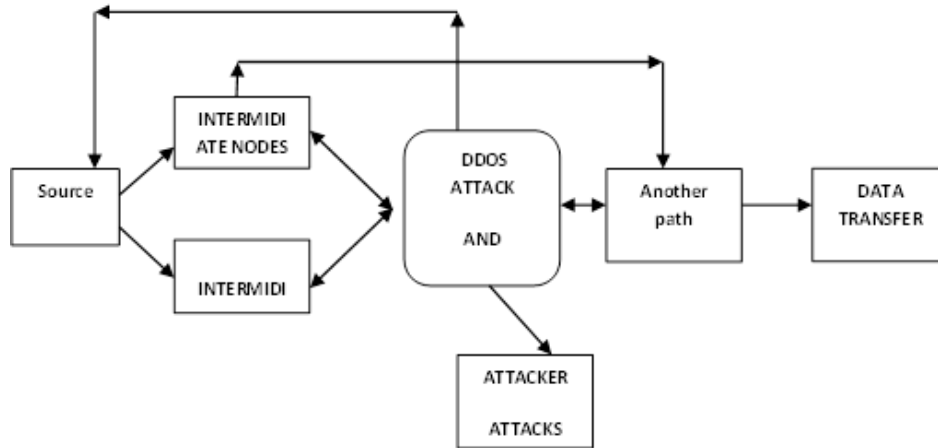 INTERMIDI
ATE NODES
Source
INTERMIDI
DDOS
ATTACK
AND
Another
path
DATA
TRANSFER
ATTACKER
ATTACKS